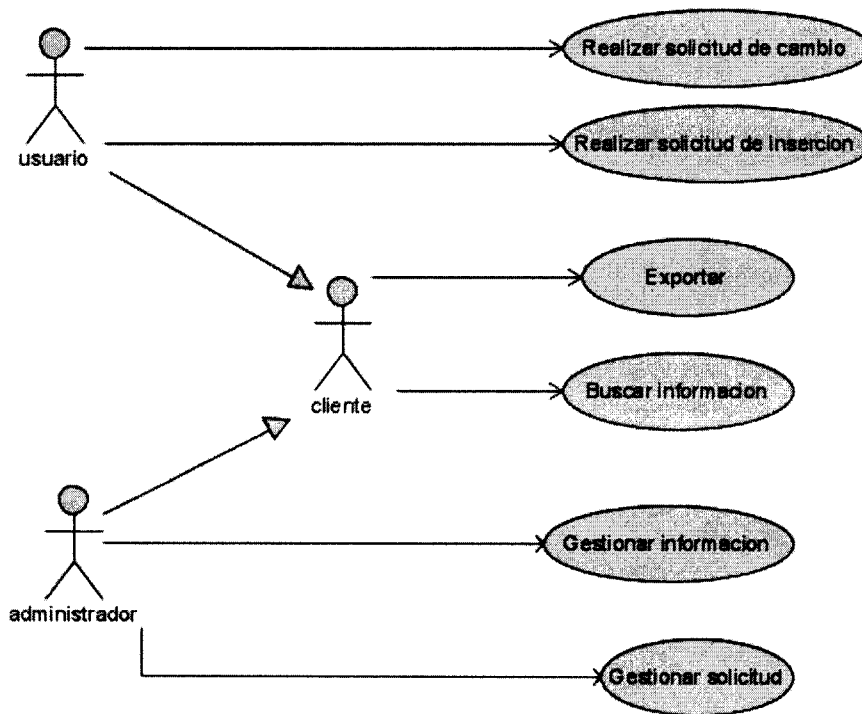 Realizar solicitud de cambio
Realizar solicitud de insercion
usuario
Exportar
Buscar informacion
cliente
Gestionar informacion
administrador
Gestionar solicitud